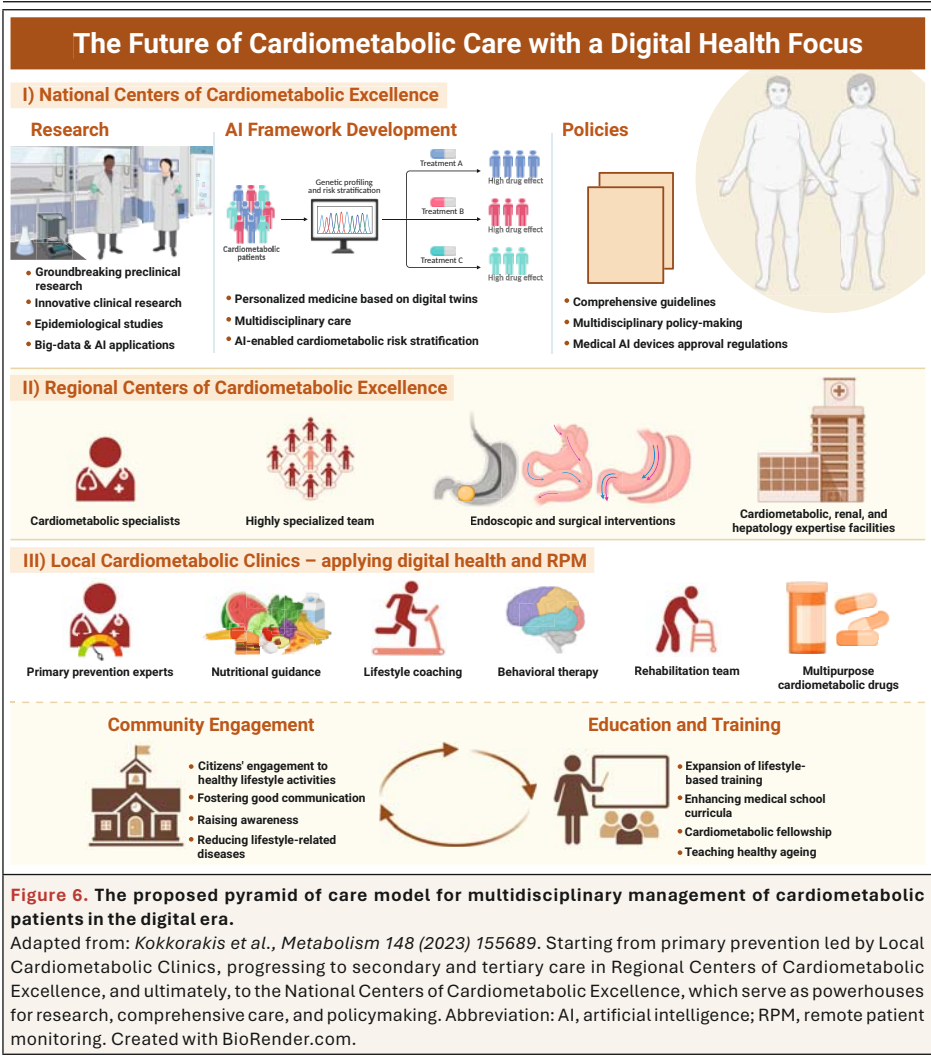 The Future of Cardiometabolic Care with a Digital Health Focus
I) National Centers of Cardiometabolic Excellence
Research
• Groundbreaking preclinical
research
• Innovative clinical research
• Epidemiological studies
• Big-data & AI applications
AI Framework Development
Cardiometabolic
patients
Genetic profiling
and risk stratification
Treatment A
High drug effect
Treatment B
High drug effect
Treatment C
High drug effect
• Personalized medicine based on digital twins
• Multidisciplinary care
• AI-enabled cardiometabolic risk stratification
Policies
• Comprehensive guidelines
• Multidisciplinary policy-making
• Medical AI devices approval regulations
II) Regional Centers of Cardiometabolic Excellence
Cardiometabolic specialists
Highly specialized team
Endoscopic and surgical interventions
Cardiometabolic, renal, and
hepatology expertise facilities
III) Local Cardiometabolic Clinics – applying digital health and RPM
Primary prevention experts
Nutritional guidance
Lifestyle coaching
Behavioral therapy
Rehabilitation team
Multipurpose
cardiometabolic drugs
Community Engagement
• Citizens' engagement to
healthy lifestyle activities
• Fostering good communication
• Raising awareness
• Reducing lifestyle-related
diseases
Education and Training
• Expansion of lifestyle-
based training
• Enhancing medical school
curricula
• Cardiometabolic fellowship
• Teaching healthy ageing
Figure 6. The proposed pyramid of care model for multidisciplinary management of cardiometabolic
patients in the digital era.
Adapted from: Kokkorakis et al., Metabolism 148 (2023) 155689. Starting from primary prevention led by Local
Cardiometabolic Clinics, progressing to secondary and tertiary care in Regional Centers of Cardiometabolic
Excellence, and ultimately, to the National Centers of Cardiometabolic Excellence, which serve as powerhouses
for research, comprehensive care, and policymaking. Abbreviation: AI, artificial intelligence; RPM, remote patient
monitoring. Created with BioRender.com.